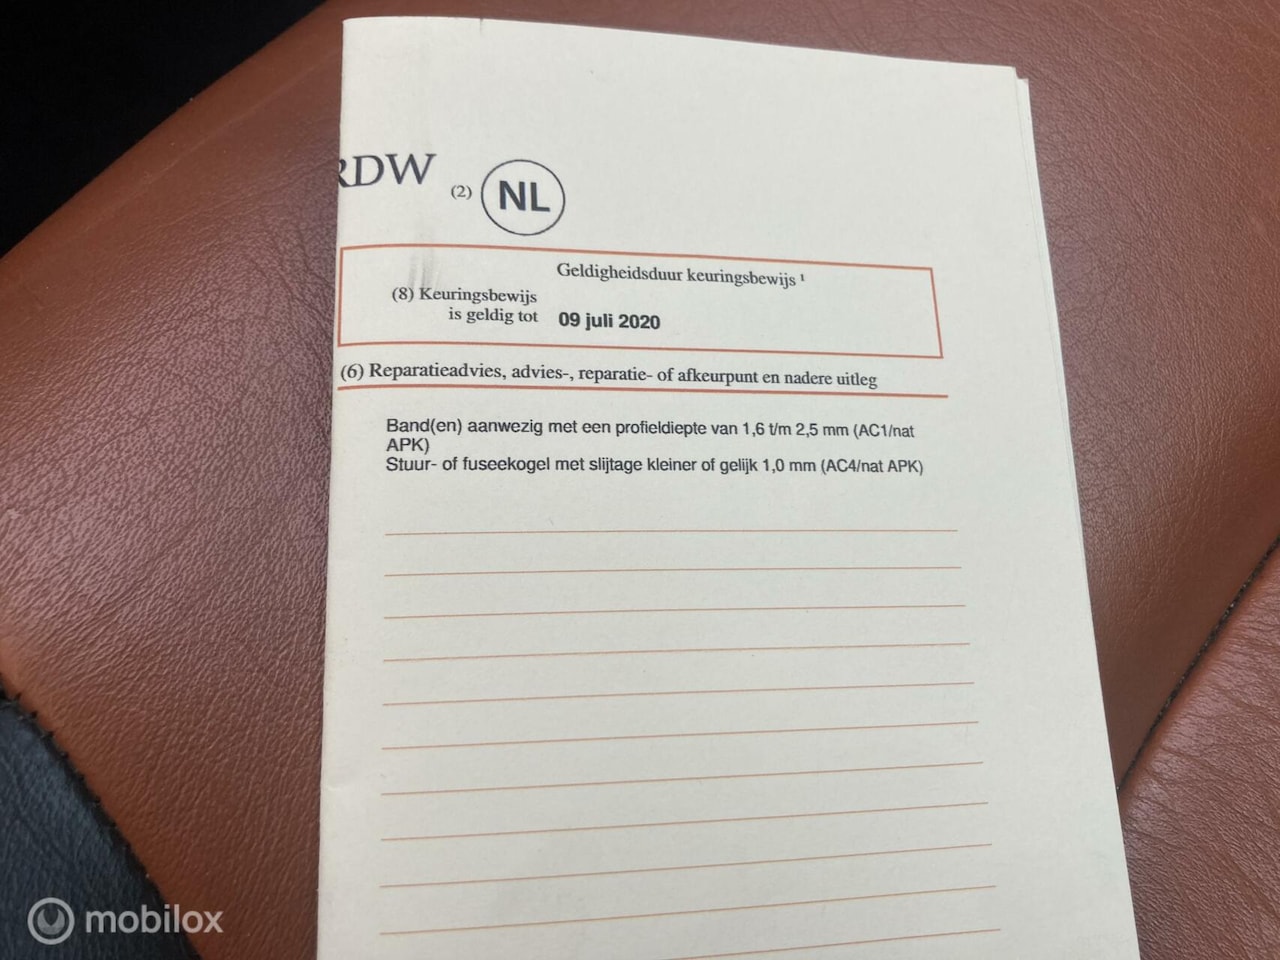 RDW
(2) NL
Geldigheidsduur keuringsbewijs ¹
(8) Keuringsbewijs
is geldig tot 09 juli 2020
(6) Reparatieadvies, advies-, reparatie- of afkeurpunt en nadere uitleg
Band(en) aanwezig met een profieldiepte van 1,6 t/m 2,5 mm (AC1/nat
APK)
Stuur- of fuseekogel met slijtage kleiner of gelijk 1,0 mm (AC4/nat APK)
mobilox